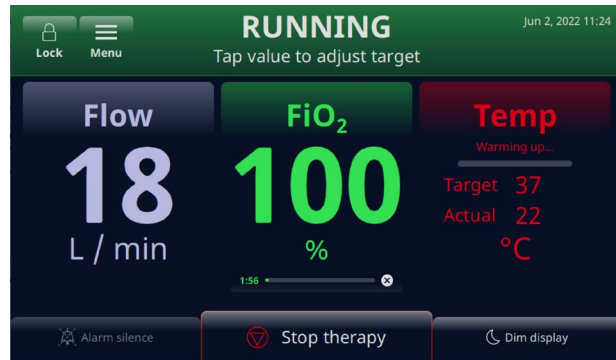 RUNNING
Jun 2, 2022 11:24
Lock Menu
Tap value to adjust target
Flow
18
L / min
FiO2
100
%
1:56
Temp
Warming up...
Target 37
Actual 22
°C
Alarm silence
Stop therapy
Dim display